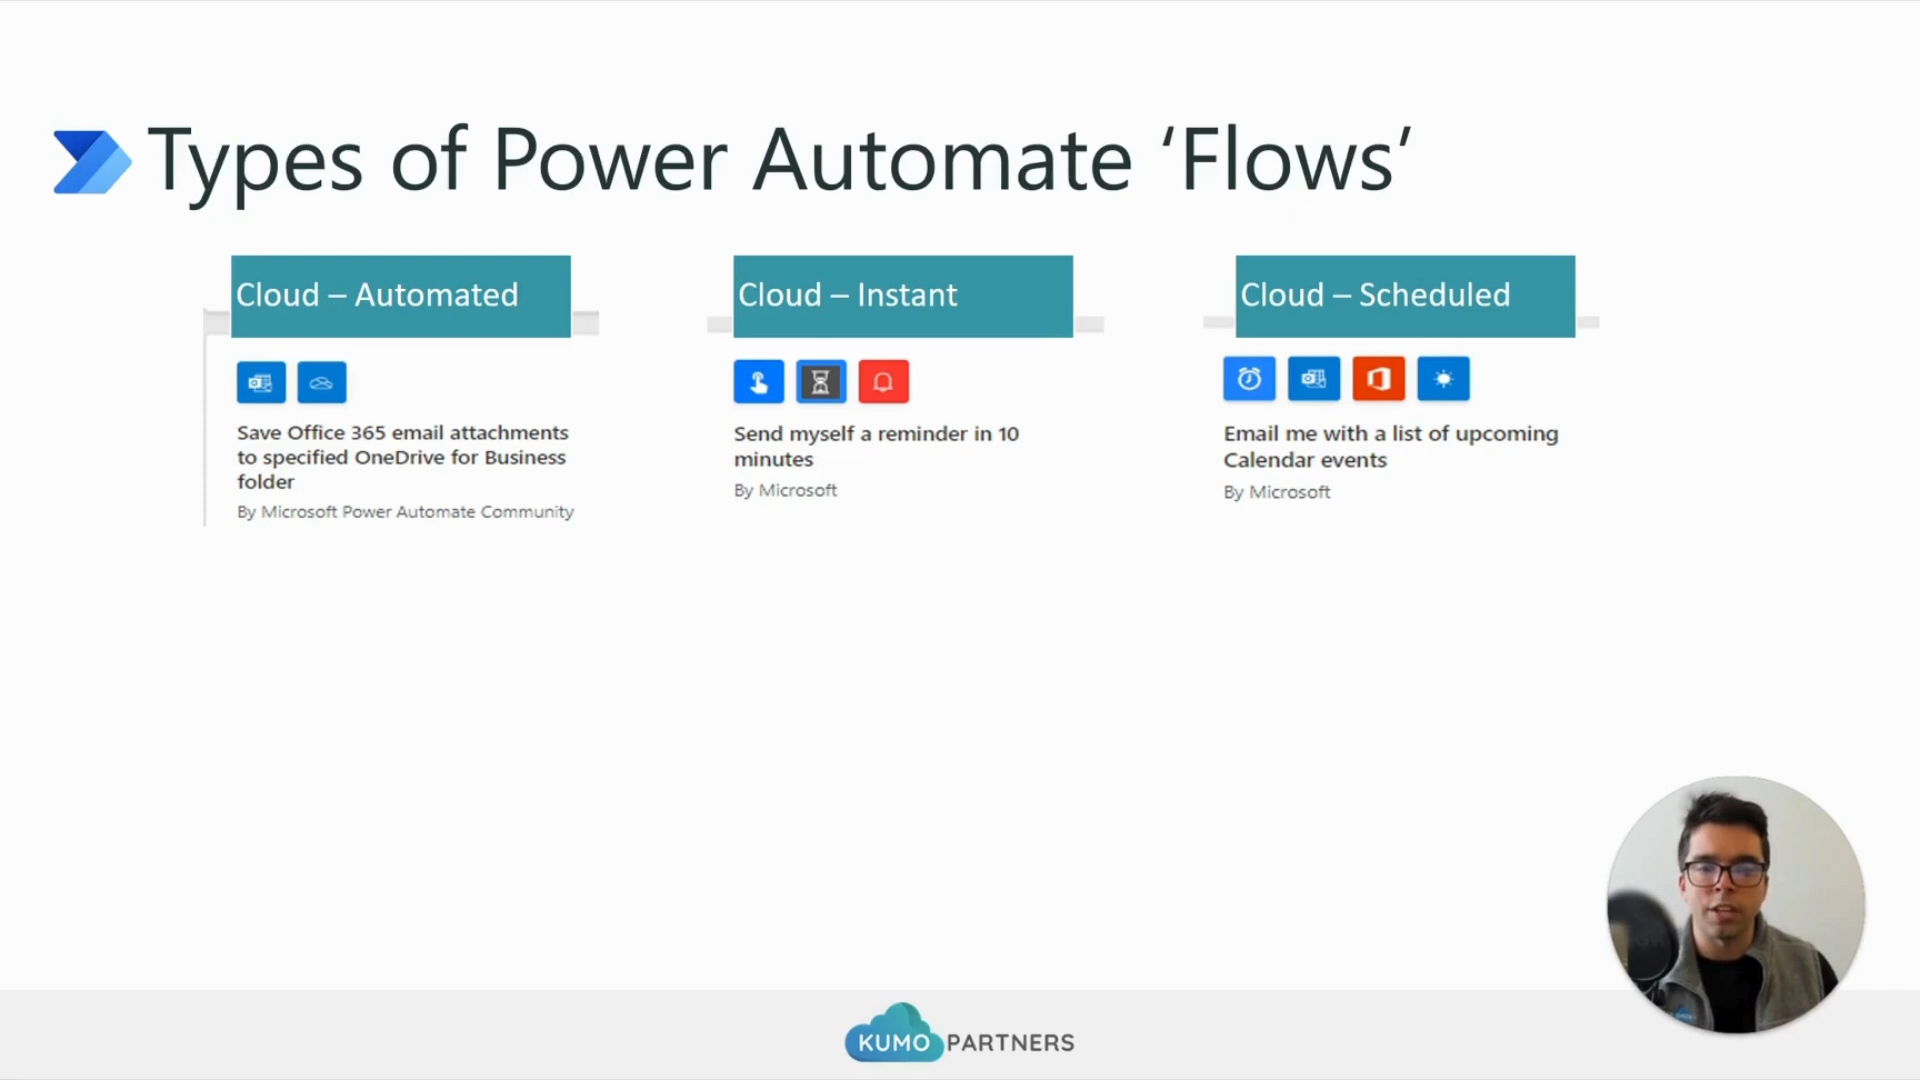 Types of Power Automate ‘Flows’
Cloud – Automated
Save Office 365 email attachments
to specified OneDrive for Business
folder
By Microsoft Power Automate Community
Cloud – Instant
Send myself a reminder in 10
minutes
By Microsoft
Cloud – Scheduled
Email me with a list of upcoming
Calendar events
By Microsoft
KUMO PARTNERS